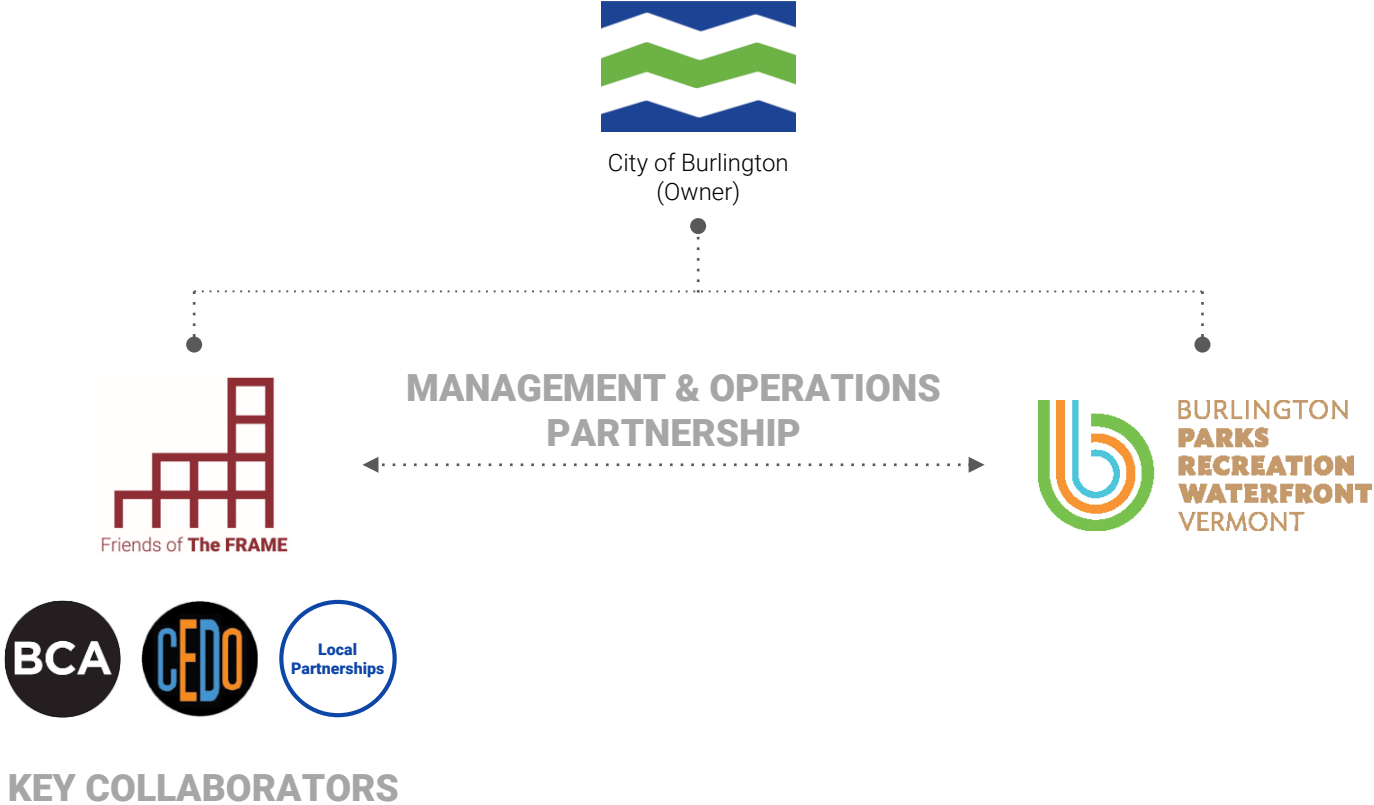 City of Burlington
(Owner)
MANAGEMENT & OPERATIONS
PARTNERSHIP
BURLINGTON
PARKS
RECREATION
WATERFRONT
VERMONT
Friends of The FRAME
BCA
CEDO
Local
Partnerships
KEY COLLABORATORS